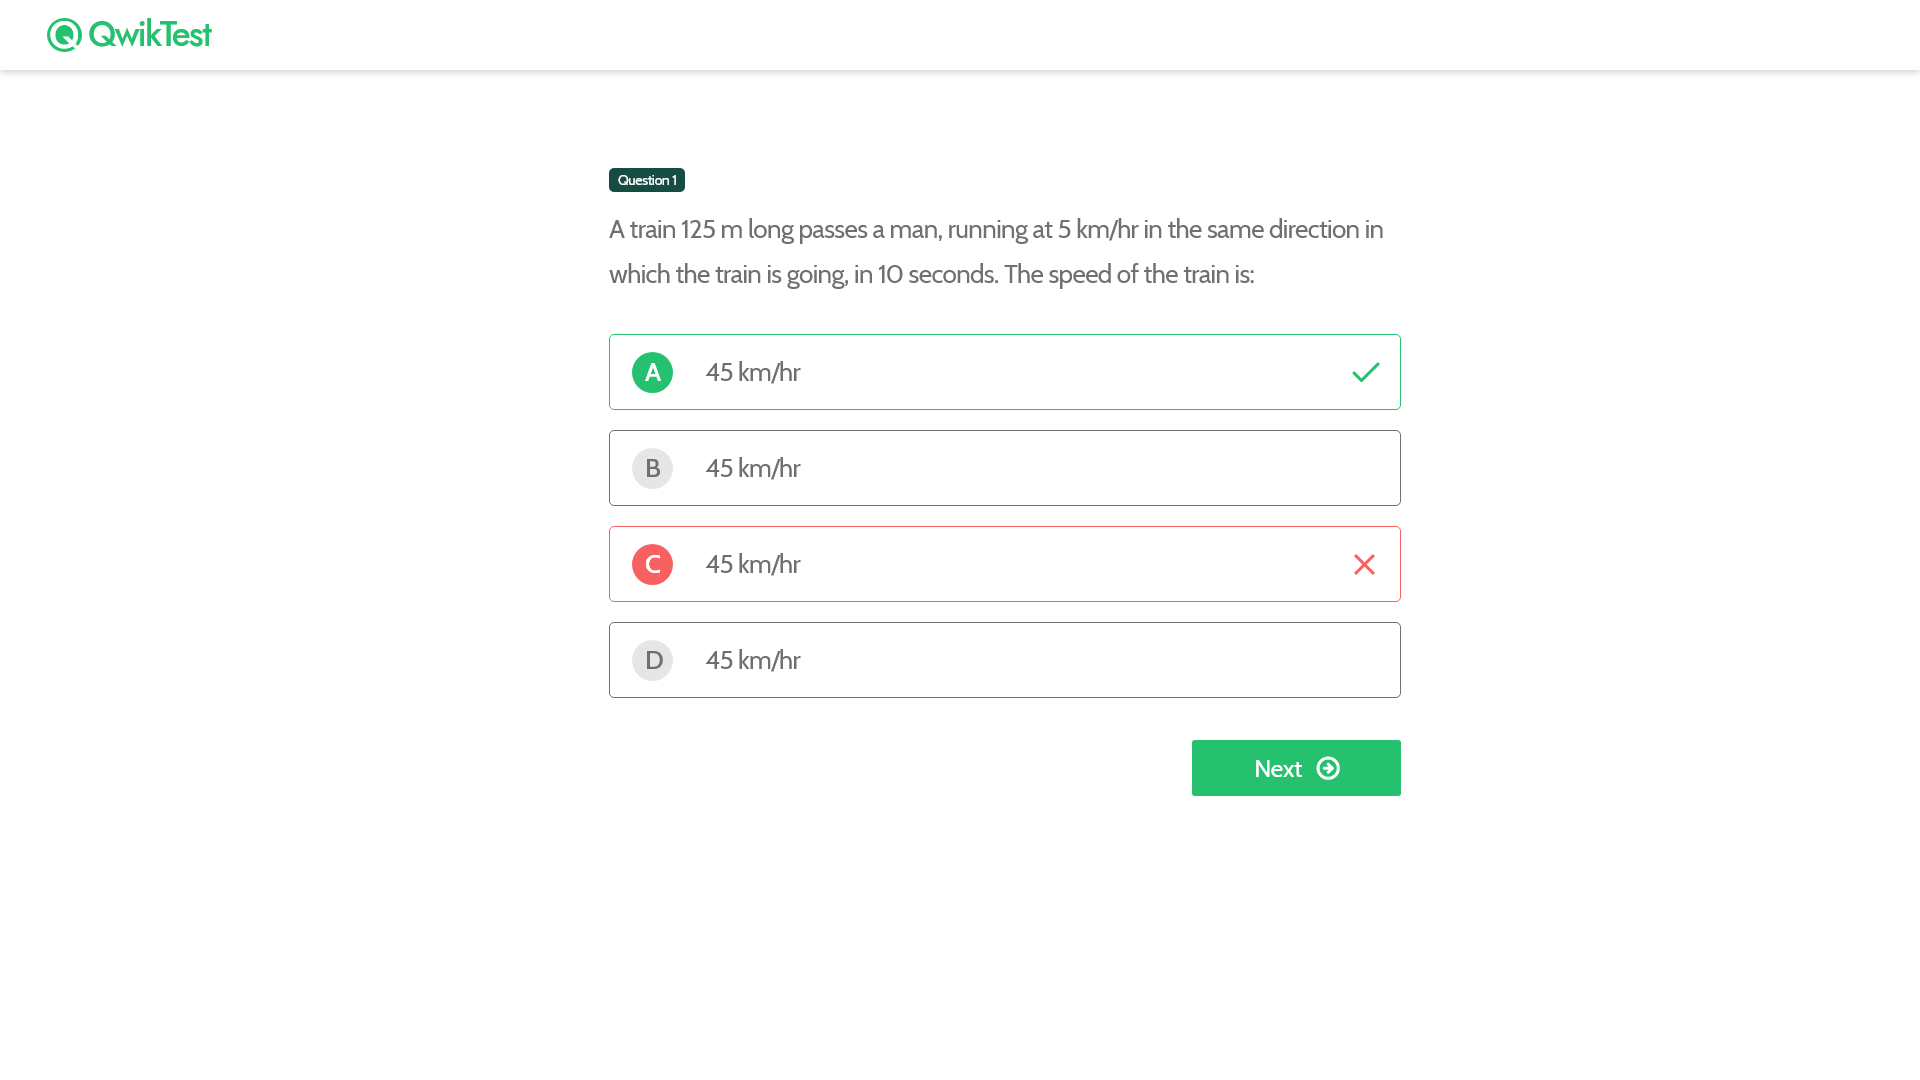 QwikTest
Question 1
A train 125 m long passes a man, running at 5 km/hr in the same direction in
which the train is going, in 10 seconds. The speed of the train is:
A 45 km/hr
B 45 km/hr
C 45 km/hr
D 45 km/hr
Next